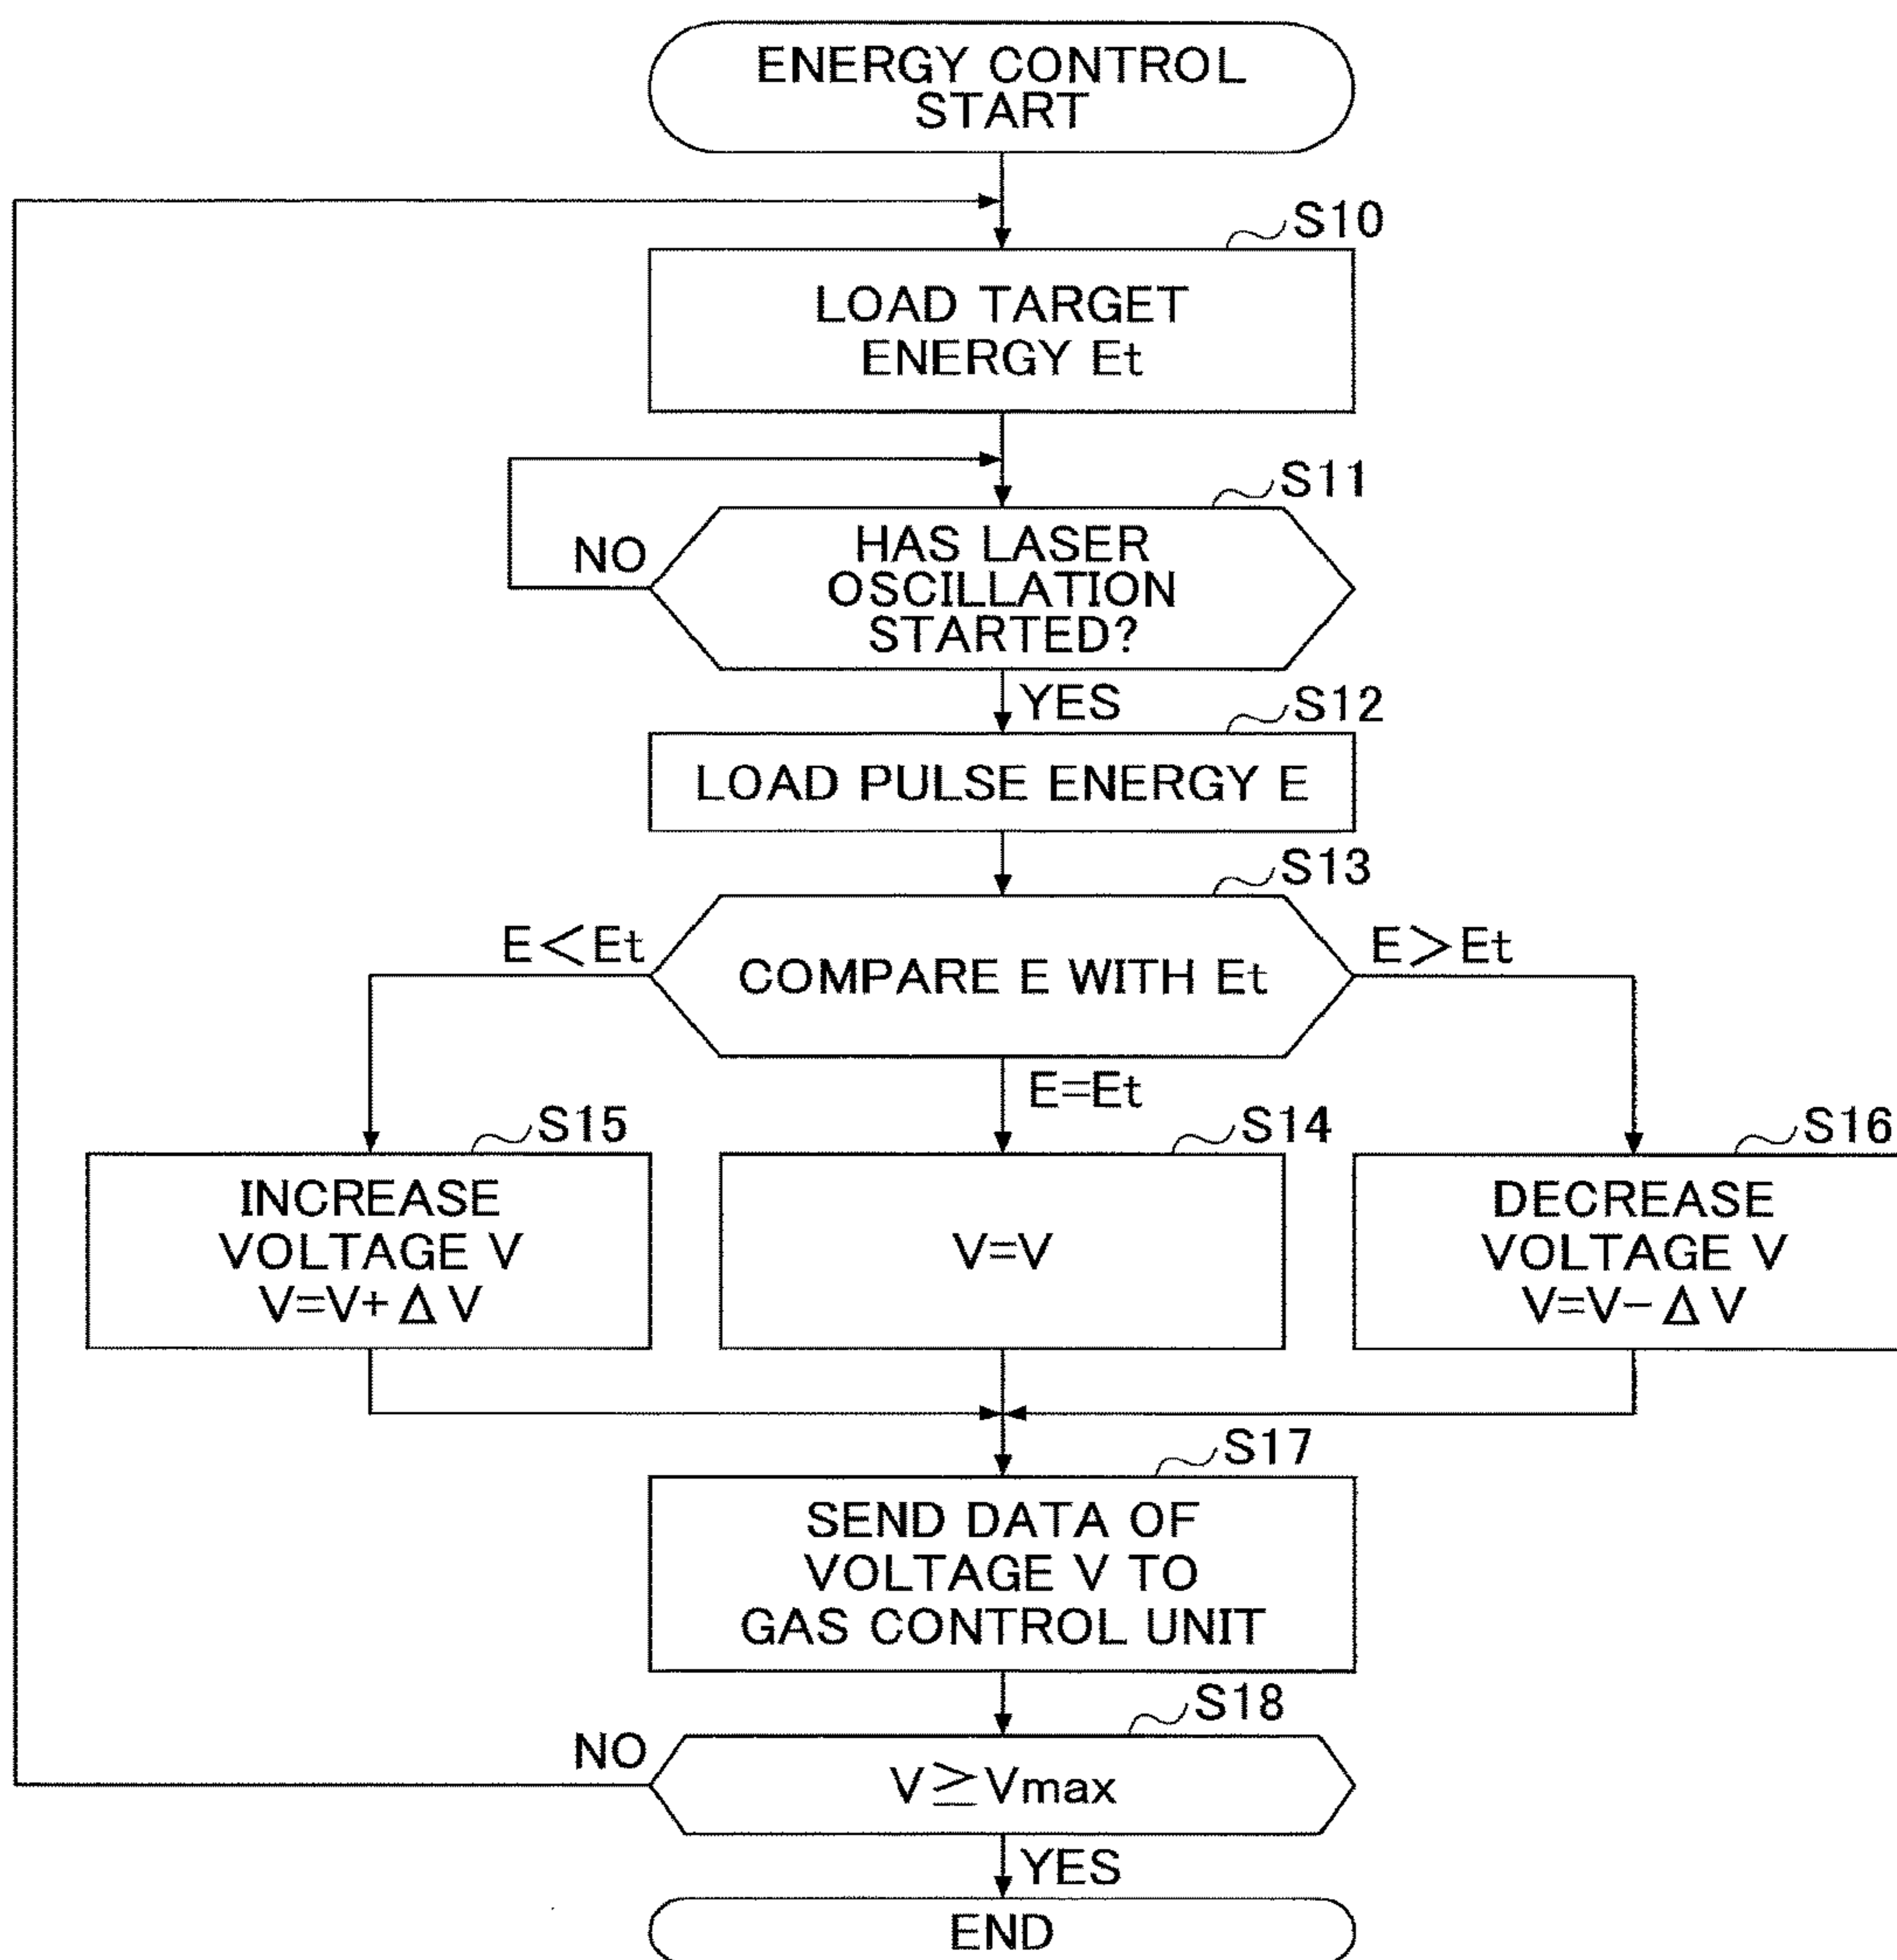 ENERGY CONTROL
START
S10
LOAD TARGET
ENERGY Et
S11
HAS LASER
OSCILLATION
STARTED?
NO
YES
S12
LOAD PULSE ENERGY E
S13
COMPARE E WITH Et
E<Et
E>Et
E=Et
S15
INCREASE
VOLTAGE V
V=V+ΔV
S14
V=V
S16
DECREASE
VOLTAGE V
V=V-ΔV
S17
SEND DATA OF
VOLTAGE V TO
GAS CONTROL UNIT
S18
NO
V≧Vmax
YES
END